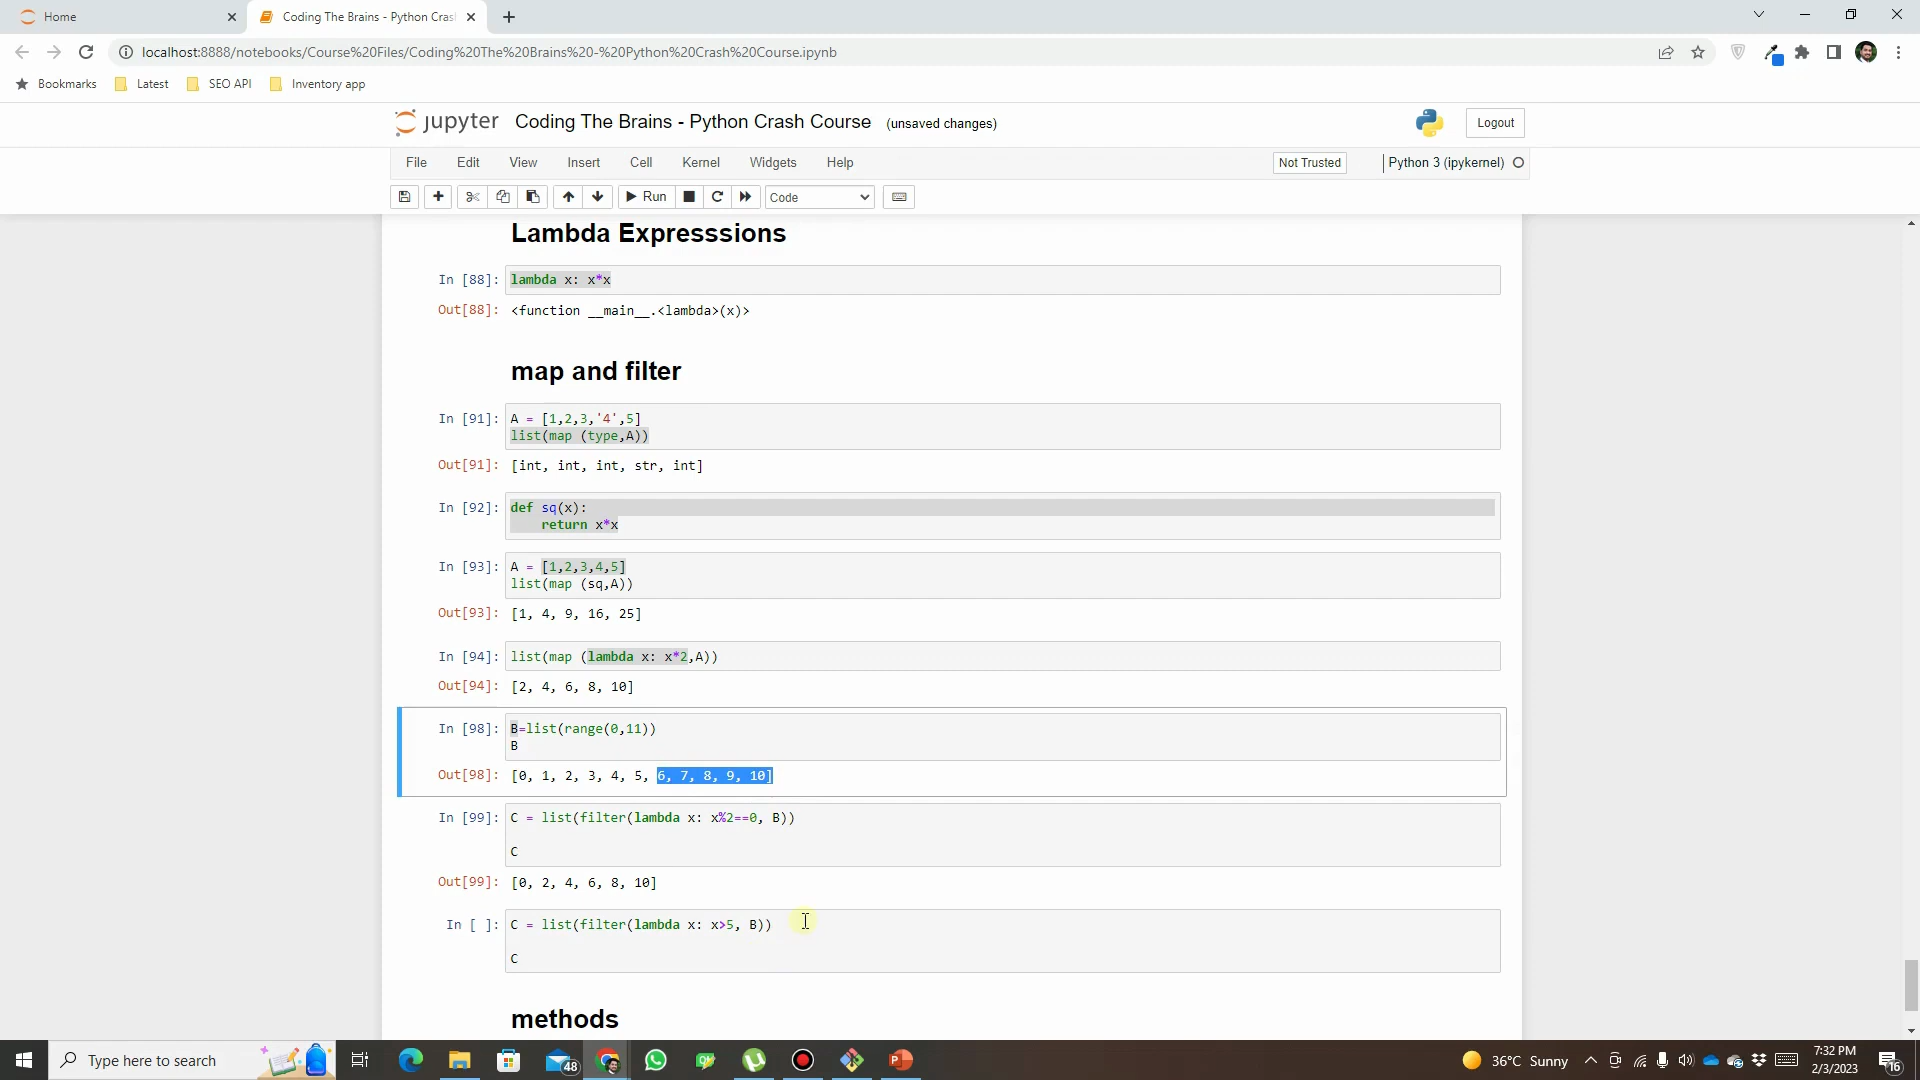 Home
Coding The Brains - Python Cras
localhost:8888/notebooks/Course%20Files/Coding%20The%20Brains%20-%20Python%20Crash%20Course.ipynb
Bookmarks Latest SEO API Inventory app
jupyter Coding The Brains - Python Crash Course (unsaved changes) Logout
File Edit View Insert Cell Kernel Widgets Help Not Trusted Python 3 (ipykernel)
Run Code
Lambda Expresssions
In [88]: lambda x: x*x
Out[88]: <function __main__.<lambda>(x)>
map and filter
In [91]: A = [1,2,3,'4',5]
list(map (type,A))
Out[91]: [int, int, int, str, int]
In [92]: def sq(x):
return x*x
In [93]: A = [1,2,3,4,5]
list(map (sq,A))
Out[93]: [1, 4, 9, 16, 25]
In [94]: list(map (lambda x: x*2,A))
Out[94]: [2, 4, 6, 8, 10]
In [98]: B=list(range(0,11))
B
Out[98]: [0, 1, 2, 3, 4, 5, 6, 7, 8, 9, 10]
In [99]: C = list(filter(lambda x: x%2==0, B))
C
Out[99]: [0, 2, 4, 6, 8, 10]
In [ ]: C = list(filter(lambda x: x>5, B))
C
methods
Type here to search
48
36°C Sunny
7:32 PM
2/3/2023
16